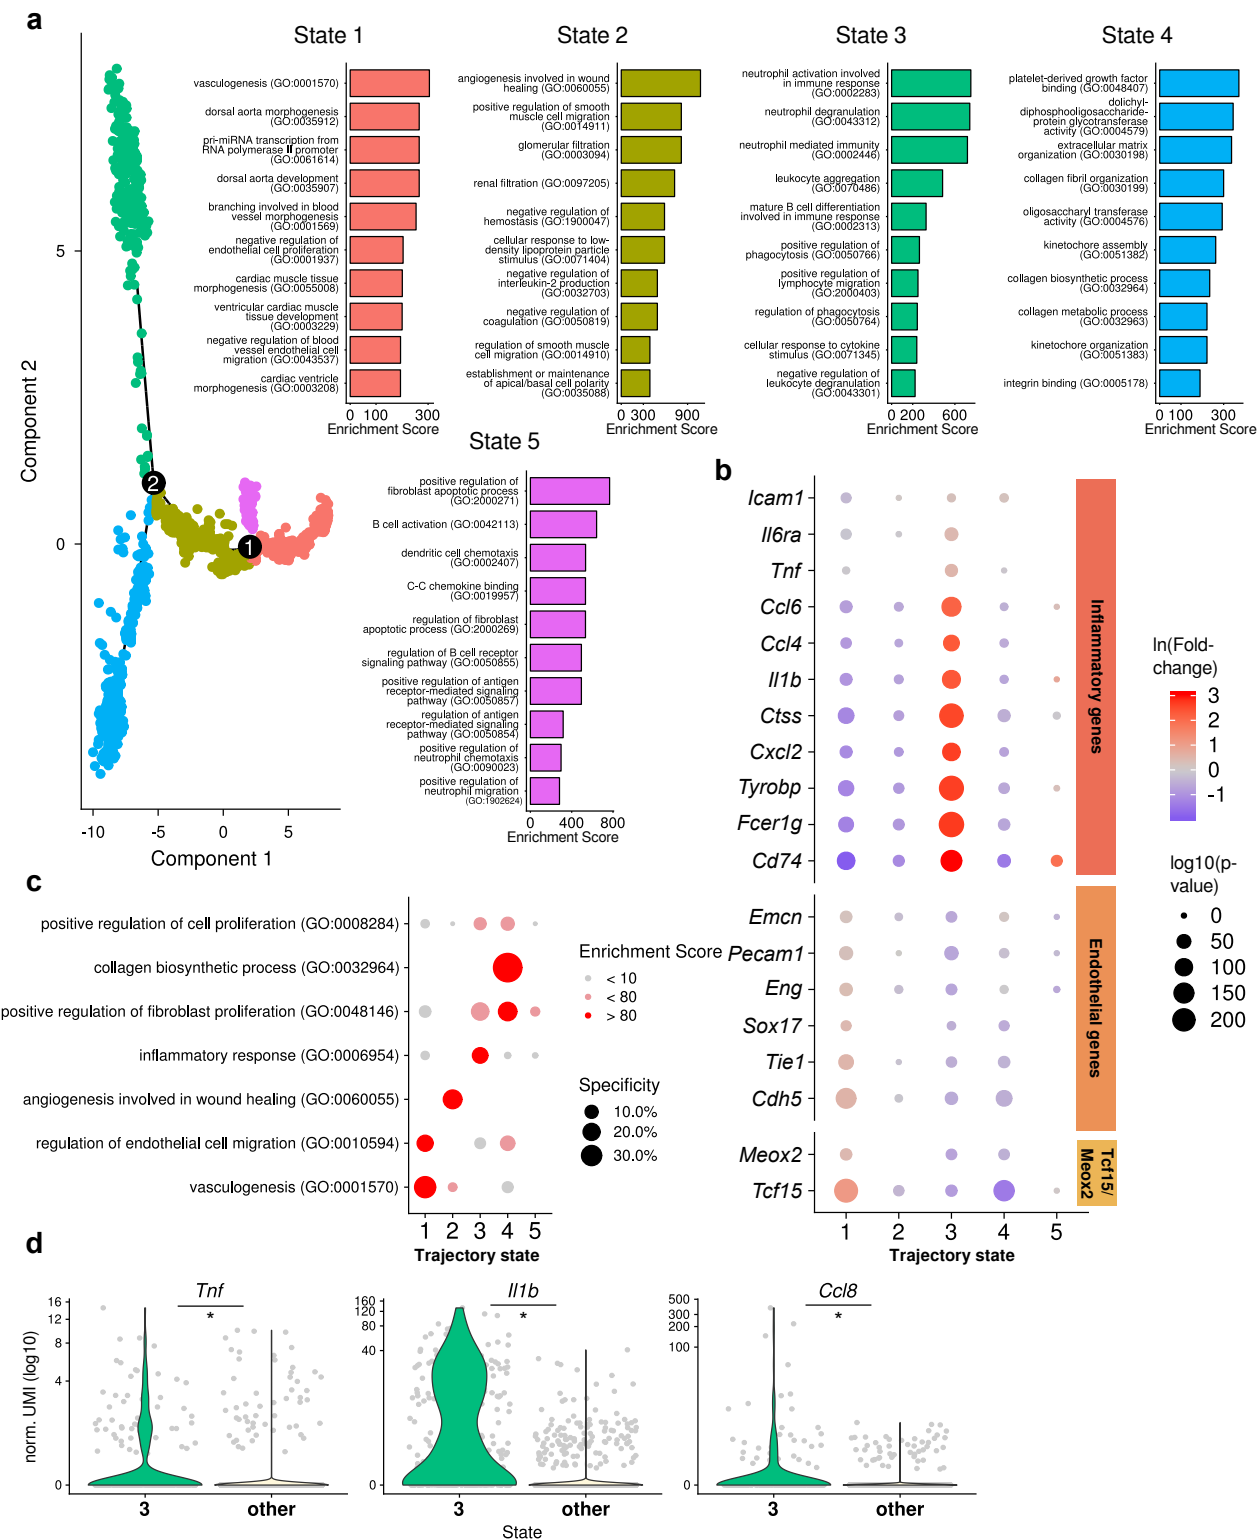 a
State 1
vasculogenesis (GO:0001570)
dorsal aorta morphogenesis
(GO:0035912)
pri-miRNA transcription from
RNA polymerase II promoter
(GO:0061614)
dorsal aorta development
(GO:0035907)
branching involved in blood
vessel morphogenesis
(GO:0001569)
negative regulation of
endothelial cell proliferation
(GO:0001937)
cardiac muscle tissue
morphogenesis (GO:0055008)
ventricular cardiac muscle
tissue development
(GO:0003229)
negative regulation of blood
vessel endothelial cell
migration (GO:0043537)
cardiac ventricle
morphogenesis (GO:0003208)
0 100 300
Enrichment Score
State 2
angiogenesis involved in wound
healing (GO:0060055)
positive regulation of smooth
muscle cell migration
(GO:0014911)
glomerular filtration
(GO:0003094)
renal filtration (GO:0097205)
negative regulation of
hemostasis (GO:1900047)
cellular response to low-
density lipoprotein particle
stimulus (GO:0071404)
negative regulation of
interleukin-2 production
(GO:0032703)
negative regulation of
coagulation (GO:0050819)
regulation of smooth muscle
cell migration (GO:0014910)
establishment or maintenance
of apical/basal cell polarity
(GO:0035088)
0 300 900
Enrichment Score
State 3
neutrophil activation involved
in immune response
(GO:0002283)
neutrophil degranulation
(GO:0043312)
neutrophil mediated immunity
(GO:0002446)
leukocyte aggregation
(GO:0070486)
mature B cell differentiation
involved in immune response
(GO:0002313)
positive regulation of
phagocytosis (GO:0050766)
positive regulation of
lymphocyte migration
(GO:2000403)
regulation of phagocytosis
(GO:0050764)
cellular response to cytokine
stimulus (GO:0071345)
negative regulation of
leukocyte degranulation
(GO:0043301)
0 200 600
Enrichment Score
State 4
platelet-derived growth factor
binding (GO:0048407)
dolichyl-
diphosphooligosaccharide-
protein glycotransferase
activity (GO:0004579)
extracellular matrix
organization (GO:0030198)
collagen fibril organization
(GO:0030199)
oligosaccharyl transferase
activity (GO:0004576)
kinetochore assembly
(GO:0051382)
collagen biosynthetic process
(GO:0032964)
collagen metabolic process
(GO:0032963)
kinetochore organization
(GO:0051383)
integrin binding (GO:0005178)
0 100 300
Enrichment Score
State 5
positive regulation of
fibroblast apoptotic process
(GO:2000271)
B cell activation (GO:0042113)
dendritic cell chemotaxis
(GO:0002407)
C-C chemokine binding
(GO:0019957)
regulation of fibroblast
apoptotic process (GO:2000269)
regulation of B cell receptor
signaling pathway (GO:0050855)
positive regulation of antigen
receptor-mediated signaling
pathway (GO:0050857)
regulation of antigen
receptor-mediated signaling
pathway (GO:0050854)
positive regulation of
neutrophil chemotaxis
(GO:0090023)
positive regulation of
neutrophil migration
(GO:1902624)
0 400 800
Enrichment Score
Component 2
5
0
2
1
-10 -5 0 5
Component 1
b
Icam1
Il6ra
Tnf
Ccl6
Ccl4
Il1b
Ctss
Cxcl2
Tyrobp
Fcer1g
Cd74
Emcn
Pecam1
Eng
Sox17
Tie1
Cdh5
Meox2
Tcf15
1 2 3 4 5
Trajectory state
Inflammatory genes
Endothelial genes
Tcf15/
Meox2
ln(Fold-
change)
3
2
1
0
-1
log10(p-
value)
0
50
100
150
200
c
positive regulation of cell proliferation (GO:0008284)
collagen biosynthetic process (GO:0032964)
positive regulation of fibroblast proliferation (GO:0048146)
inflammatory response (GO:0006954)
angiogenesis involved in wound healing (GO:0060055)
regulation of endothelial cell migration (GO:0010594)
vasculogenesis (GO:0001570)
1 2 3 4 5
Trajectory state
Enrichment Score
< 10
< 80
> 80
Specificity
10.0%
20.0%
30.0%
d
norm. UMI (log10)
Tnf
*
16
12
8
4
0
3 other
Il1b
*
160
120
80
40
0
3 other
State
Ccl8
*
500
300
200
100
0
3 other